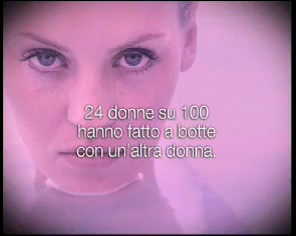 24 donne su 100
hanno fatto a botte
con un'altra donna.